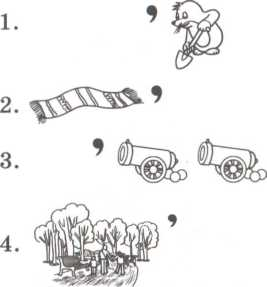 1. ’
2. ’
3. ’
4. ’